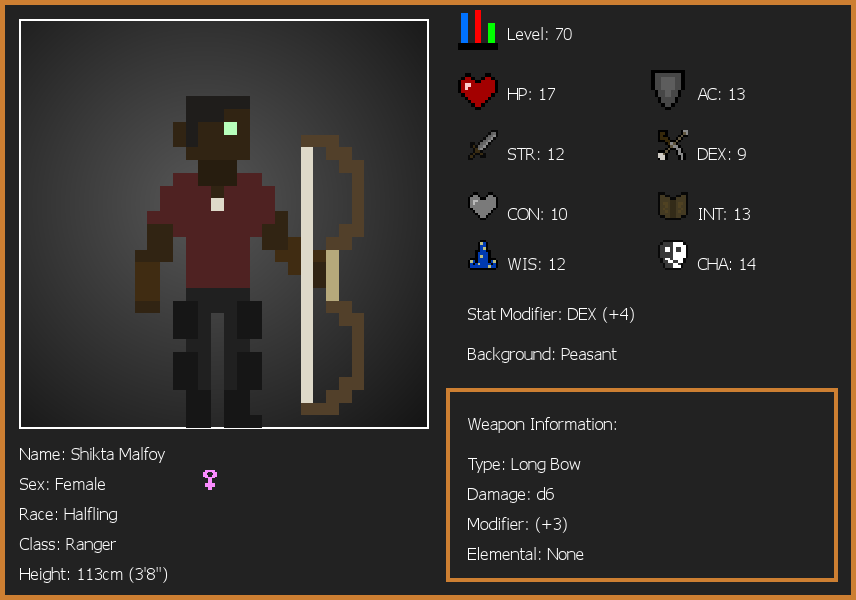 Level: 70
HP: 17
AC: 13
STR: 12
DEX: 9
CON: 10
INT: 13
WIS: 12
CHA: 14
Stat Modifier: DEX (+4)
Background: Peasant
Weapon Information:
Type: Long Bow
Damage: d6
Modifier: (+3)
Elemental: None
Name: Shikta Malfoy
Sex: Female
Race: Halfling
Class: Ranger
Height: 113cm (3'8")